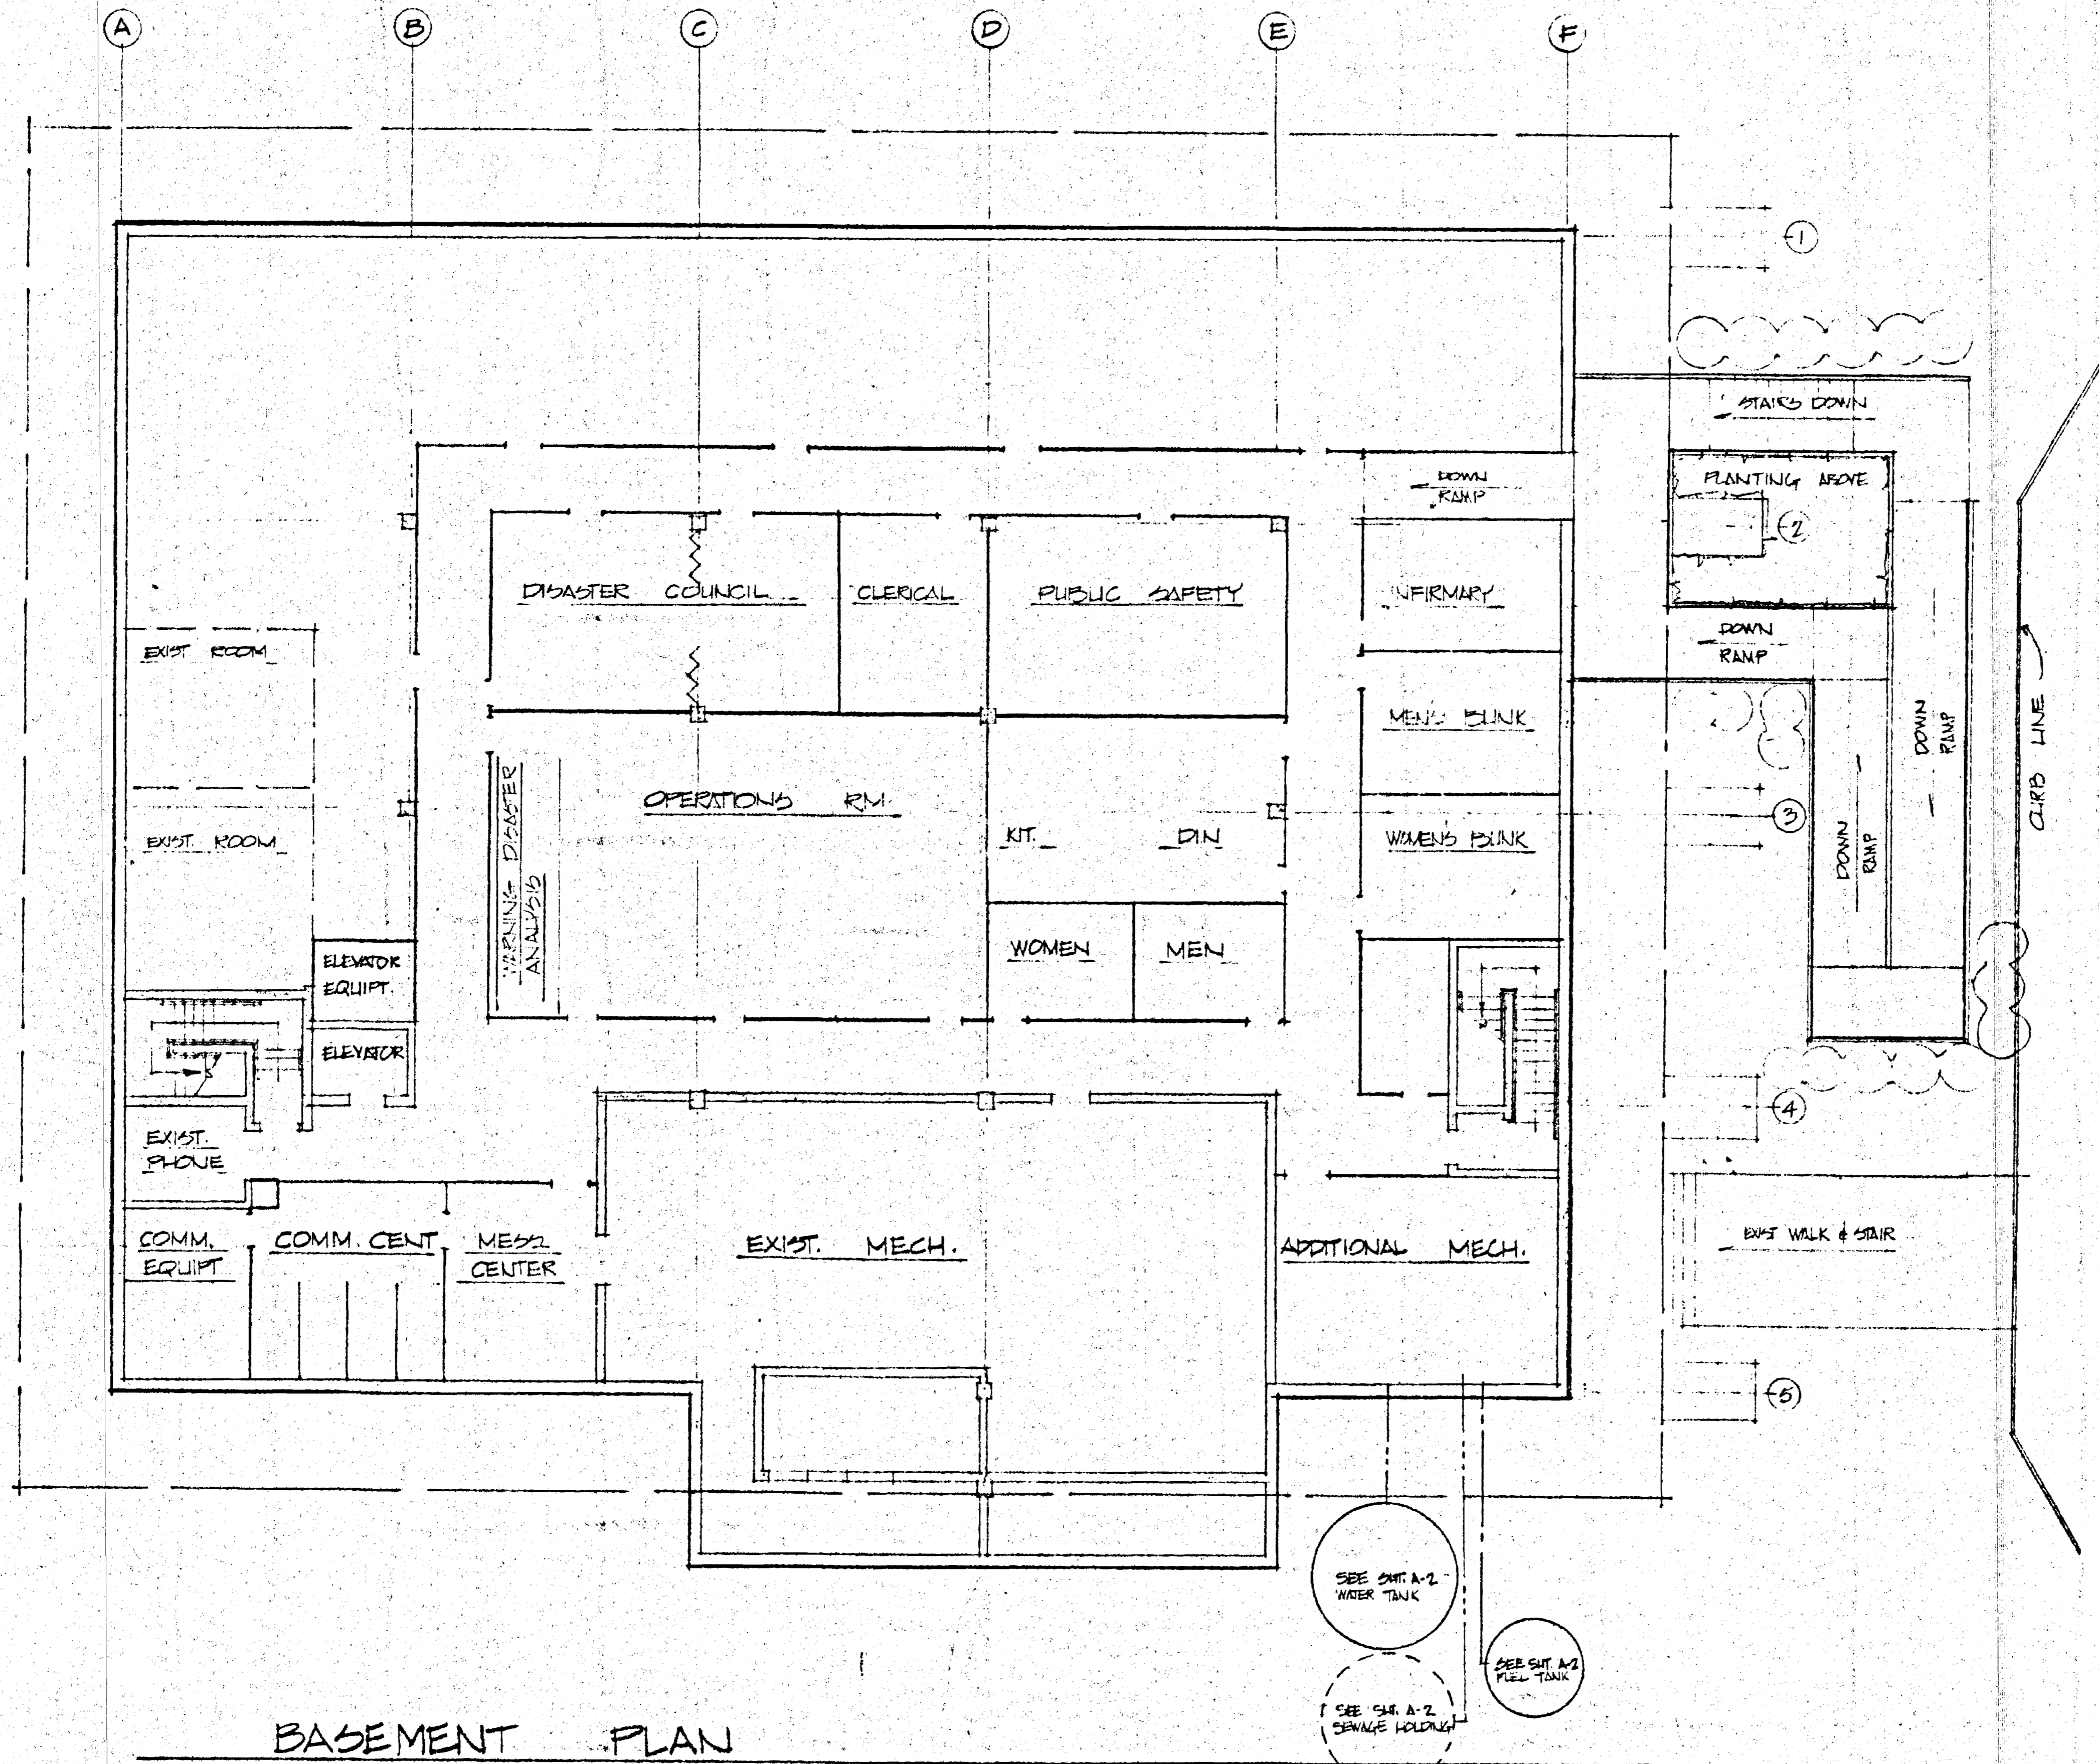 A B C D E F
1
STAIRS DOWN
DOWN
RAMP
PLANTING ABOVE
2
DISASTER COUNCIL
CLERICAL
PUBLIC SAFETY
INFIRMARY
DOWN
RAMP
EXIST ROOM
MEN'S BUNK
DOWN
RAMP
CURB LINE
WARNING DISASTER
ANALYSIS
OPERATIONS RM.
KIT.
DIN
WOMEN'S BUNK
3
DOWN
RAMP
EXIST. ROOM
WOMEN
MEN
ELEVATOR
EQUIPT.
ELEVATOR
4
EXIST.
PHONE
COMM.
EQUIPT
COMM. CENT
CENTER
EXIST. MECH.
ADDITIONAL MECH.
EXIST WALK & STAIR
5
SEE SHT. A-2
WATER TANK
SEE SHT. A-2
FUEL TANK
SEE SHT. A-2
SEWAGE HOLDING
BASEMENT PLAN